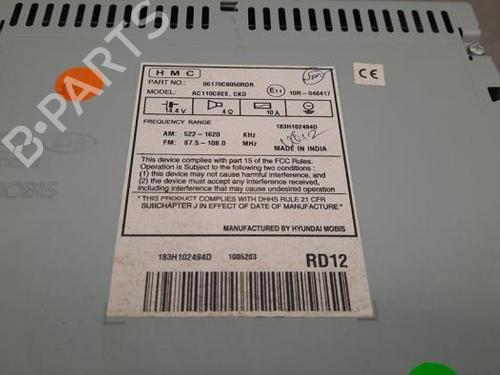 HMC
PART NO.: 96170C8050RDR
MODEL: AC110C8EE, CKD
E11 10R-048417
CE
14.4 V 4Ω 10 A
FREQUENCY RANGE 183H102494D
AM: 522-1620 KHz
FM: 87.5-108.0 MHz MADE IN INDIA
This device complies with part 15 of the FCC Rules.
Operation is Subject to the following two conditions :
(1) this device may not cause harmful
interference, and
(2) this device must accept any interference
including interference that may cause undesired operation
" THIS PRODUCT COMPLIES WITH DHHS RULE 21 CFR
SUBCHAPTER J IN EFFECT OF DATE OF MANUFACTURE"
MANUFACTURED BY HYUNDAI MOBIS
183H102494D 1005203 RD12
B-PARTS
MOBIS